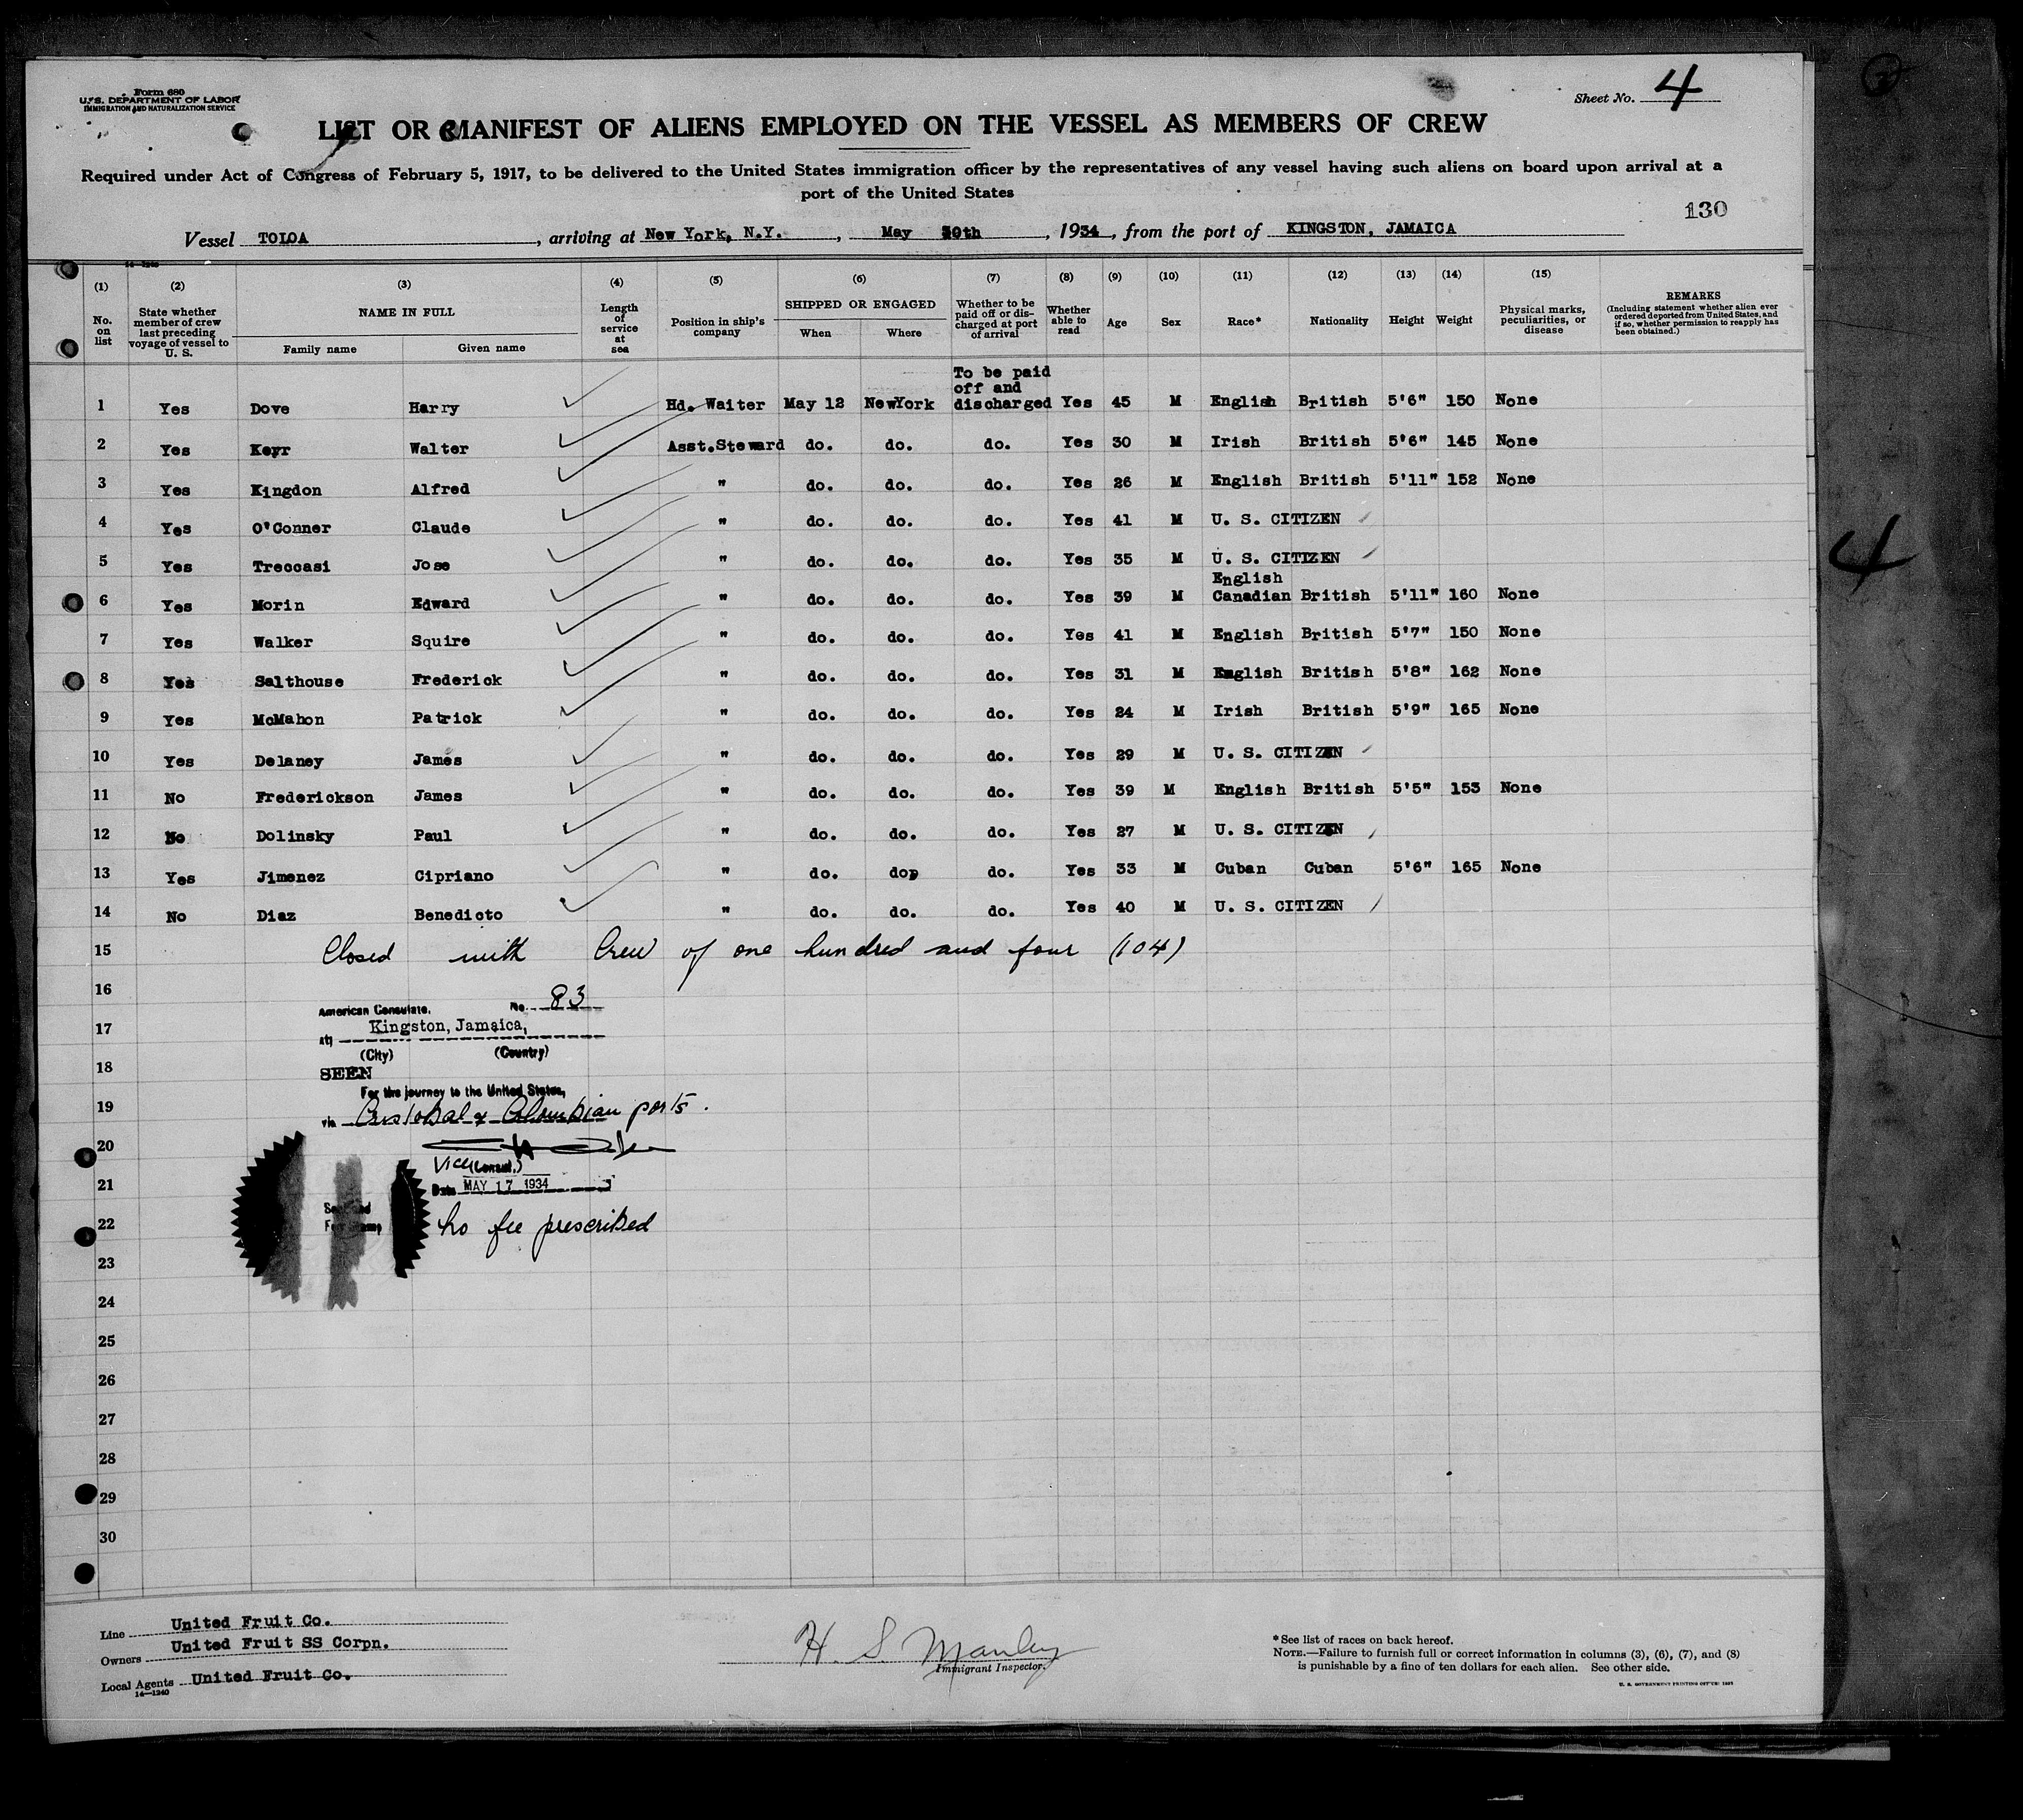 Form 680
U. S. DEPARTMENT OF LABOR
IMMIGRATION AND NATURALIZATION SERVICE
Sheet No. 4
LIST OR MANIFEST OF ALIENS EMPLOYED ON THE VESSEL AS MEMBERS OF CREW
Required under Act of Congress of February 5, 1917, to be delivered to the United States immigration officer by the representatives of any vessel having such aliens on board upon arrival at a
port of the United States
130
Vessel TOLOA, arriving at New York, N.Y., May 30th, 1934, from the port of KINGSTON, JAMAICA
14—1240
(1) (2) (3) (4) (5) (6) (7) (8) (9) (10) (11) (12) (13) (14) (15)
No. on list
State whether member of crew last preceding voyage of vessel to U. S.
NAME IN FULL
Family name Given name
Length of service at sea
Position in ship's company
SHIPPED OR ENGAGED
When Where
Whether to be paid off or discharged at port of arrival
Whether able to read
Age
Sex
Race*
Nationality
Height
Weight
Physical marks, peculiarities, or disease
REMARKS
(Including statement whether alien ever ordered deported from United States, and if so, whether permission to reapply has been obtained.)
1 Yes Dove Harry Hd. Waiter May 12 NewYork To be paid off and discharged Yes 45 M English British 5'6" 150 None
2 Yes Kerr Walter Asst.Steward do. do. do. Yes 30 M Irish British 5'6" 145 None
3 Yes Kingdon Alfred " do. do. do. Yes 26 M English British 5'11" 152 None
4 Yes O'Conner Claude " do. do. do. Yes 41 M U. S. CITIZEN
5 Yes Treccasi Jose " do. do. do. Yes 35 M U. S. CITIZEN
6 Yes Morin Edward " do. do. do. Yes 39 M English Canadian British 5'11" 160 None
7 Yes Walker Squire " do. do. do. Yes 41 M English British 5'7" 150 None
8 Yes Salthouse Frederick " do. do. do. Yes 31 M English British 5'8" 162 None
9 Yes McMahon Patrick " do. do. do. Yes 24 M Irish British 5'9" 165 None
10 Yes Delaney James " do. do. do. Yes 29 M U. S. CITIZEN
11 No Frederickson James " do. do. do. Yes 39 M English British 5'5" 153 None
12 No Dolinsky Paul " do. do. do. Yes 27 M U. S. CITIZEN
13 Yes Jimenez Cipriano " do. dop do. Yes 33 M Cuban Cuban 5'6" 165 None
14 No Diaz Benedicto " do. do. do. Yes 40 M U. S. CITIZEN
15 Closed with Crew of one hundred and four (104)
16
American Consulate, No. 83
17 at Kingston, Jamaica,
(City) (Country)
18 SEEN
For the journey to the United States,
19 via Cristobal & Colombian ports.
20
Vice Consul.
21 Date MAY 17 1934
22 no fee prescribed
23
24
25
26
27
28
29
30
4
Line United Fruit Co.
Owners United Fruit SS Corpn.
Local Agents United Fruit Co.
14—1240
H. S. Manley
Immigrant Inspector.
*See list of races on back hereof.
NOTE.—Failure to furnish full or correct information in columns (3), (6), (7), and (8)
is punishable by a fine of ten dollars for each alien. See other side.